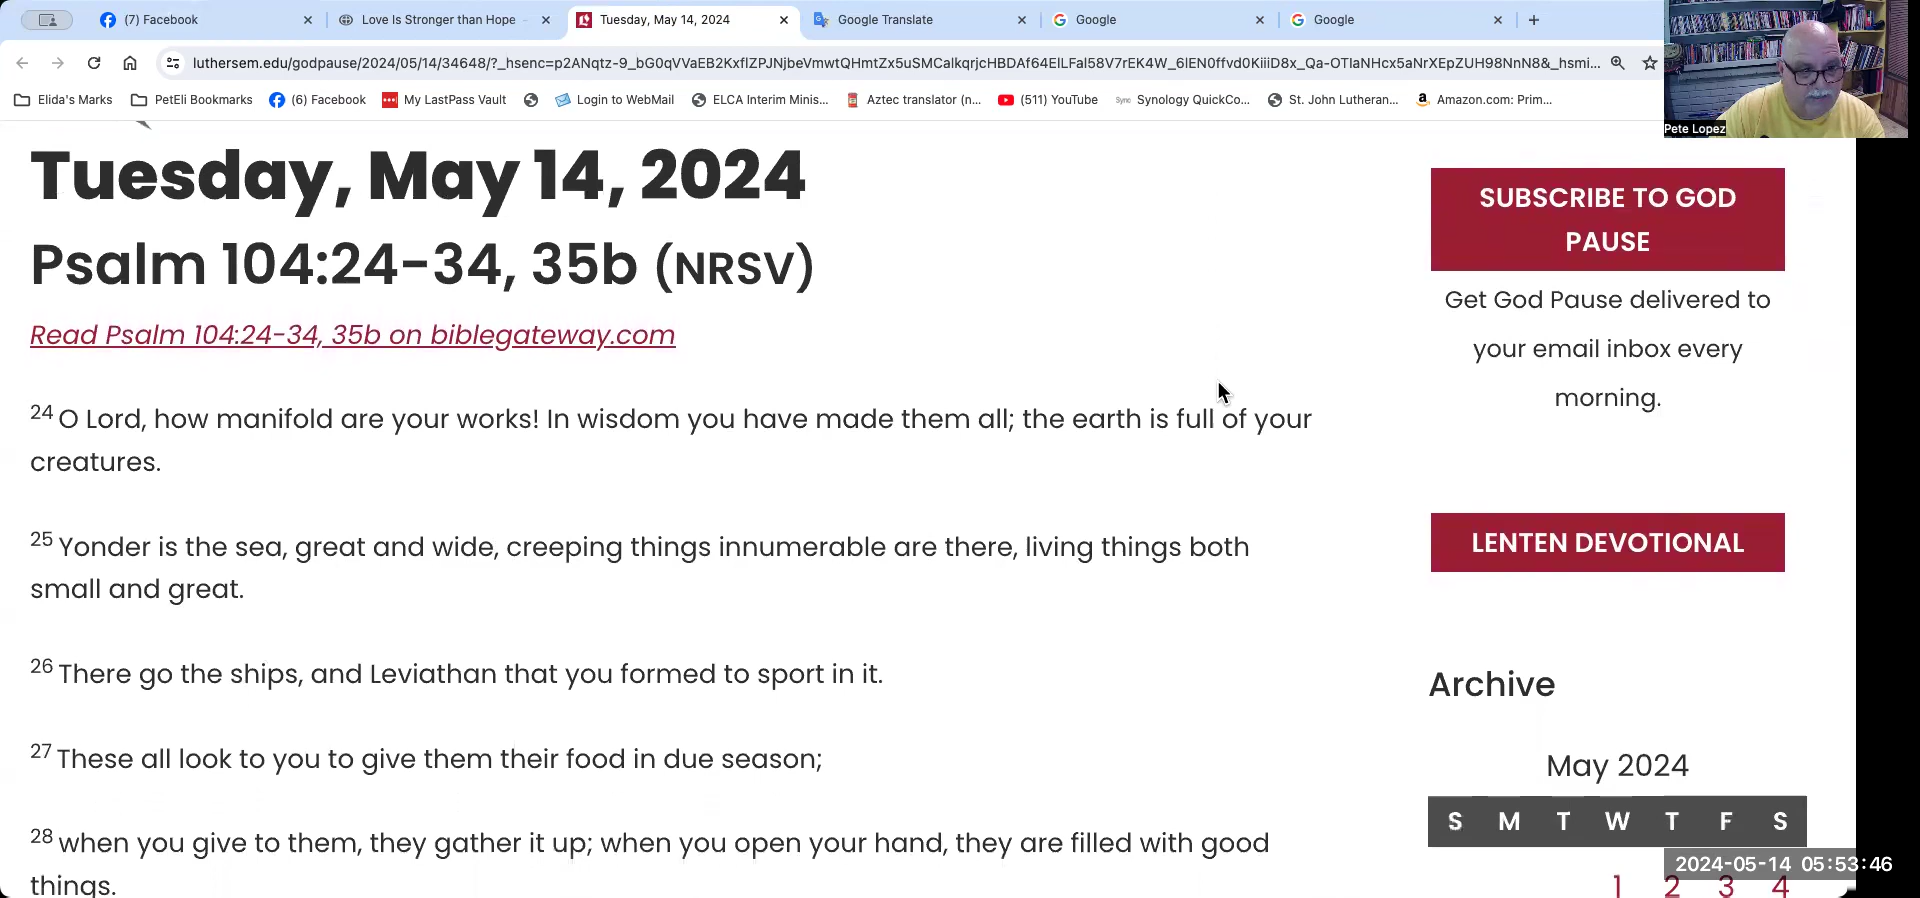 (7) Facebook
Love Is Stronger than Hope
Tuesday, May 14, 2024
Google Translate
Google
Google
luthersem.edu/godpause/2024/05/14/34648/?_hsenc=
Elida's Marks
PetEli Bookmarks
(6) Facebook
My LastPass Vault
Login to WebMail
ELCA Interim Minis...
Aztec translator (n...
(511) YouTube
Sync
Synology QuickCo...
St. John Lutheran...
Amazon.com: Prim...
Pete Lopez
Tuesday, May 14, 2024
Psalm 104:24-34, 35b (NRSV)
Read Psalm 104:24-34, 35b on biblegateway.com
24 O Lord, how manifold are your works! In wisdom you have made them all; the earth is full of your
creatures.
25 Yonder is the sea, great and wide, creeping things innumerable are there, living things both
small and great.
26 There go the ships, and Leviathan that you formed to sport in it.
27 These all look to you to give them their food in due season;
28 when you give to them, they gather it up; when you open your hand, they are filled with good
things.
SUBSCRIBE TO GOD
PAUSE
Get God Pause delivered to
your email inbox every
morning.
LENTEN DEVOTIONAL
Archive
May 2024
S M T W T F S
2024-05-14 05:53:46
1 2 3 4